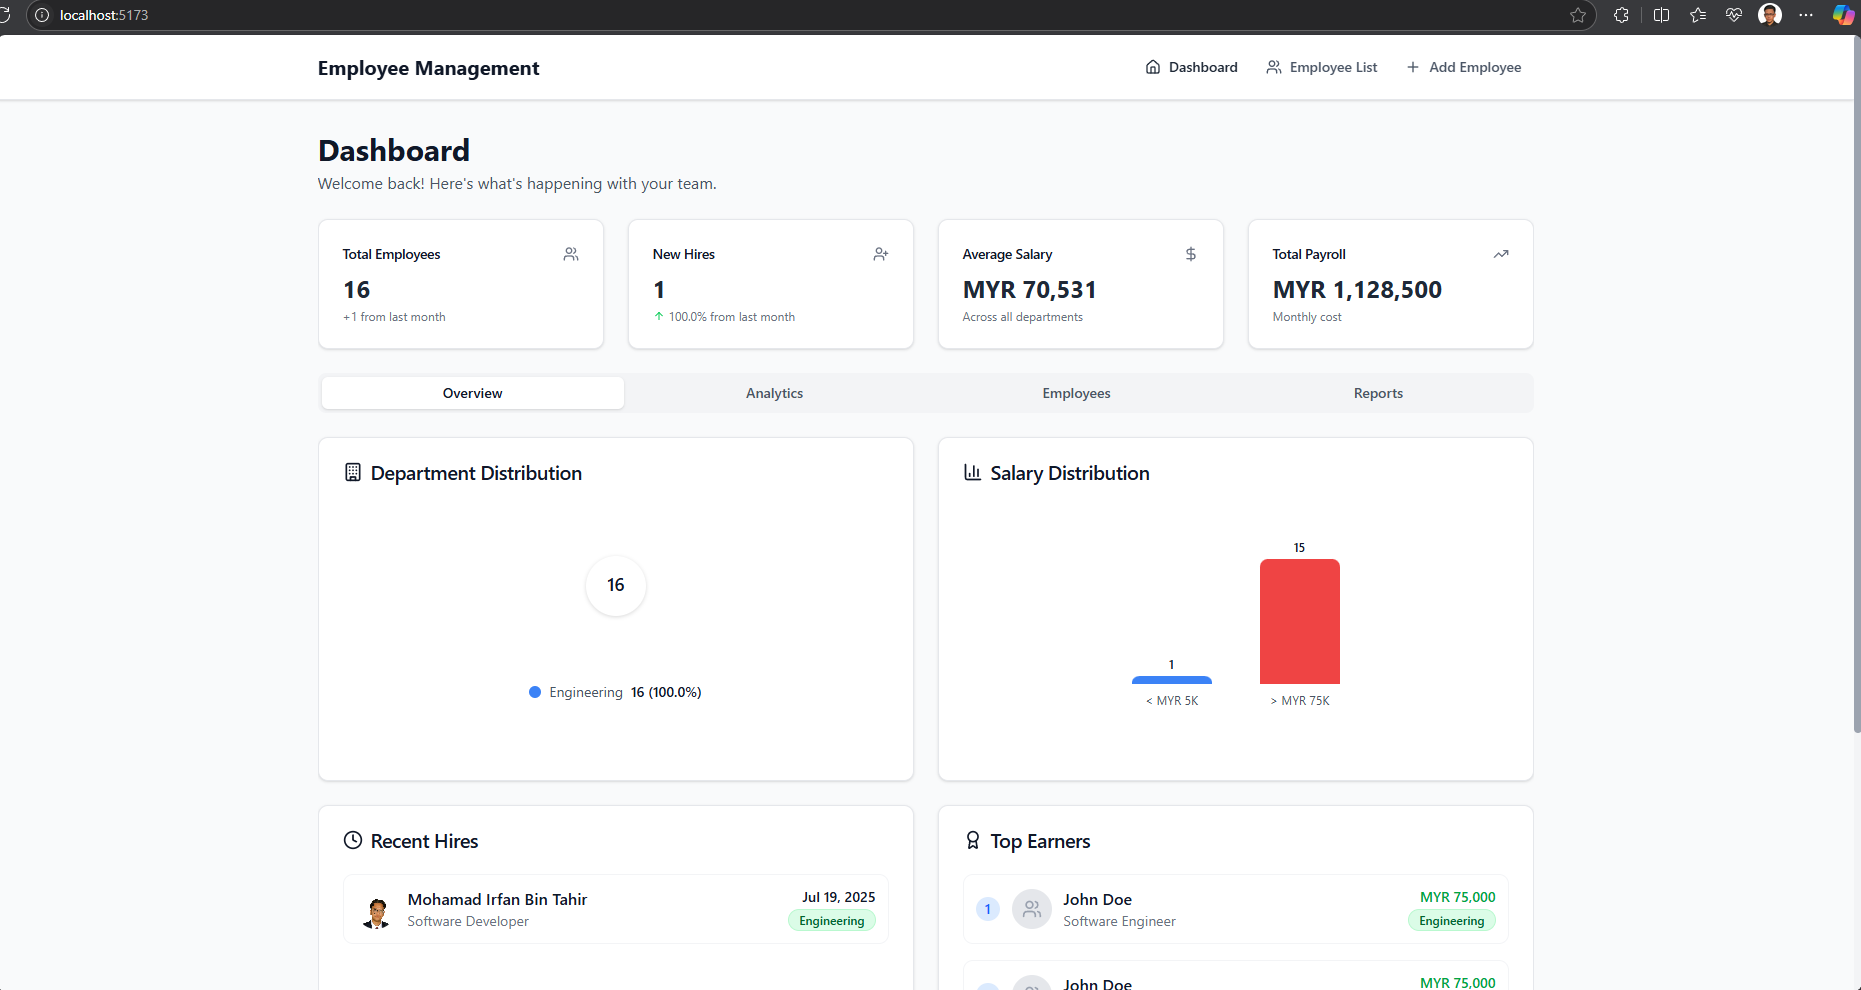 localhost:5173
Employee Management
Dashboard
Employee List
Add Employee
Dashboard
Welcome back! Here's what's happening with your team.
Total Employees
16
+1 from last month
New Hires
1
100.0% from last month
Average Salary
MYR 70,531
Across all departments
Total Payroll
MYR 1,128,500
Monthly cost
Overview
Analytics
Employees
Reports
Department Distribution
16
Engineering 16 (100.0%)
Salary Distribution
1
< MYR 5K
15
> MYR 75K
Recent Hires
Mohamad Irfan Bin Tahir
Software Developer
Jul 19, 2025
Engineering
Top Earners
1
John Doe
Software Engineer
MYR 75,000
Engineering
John Doe
MYR 75,000